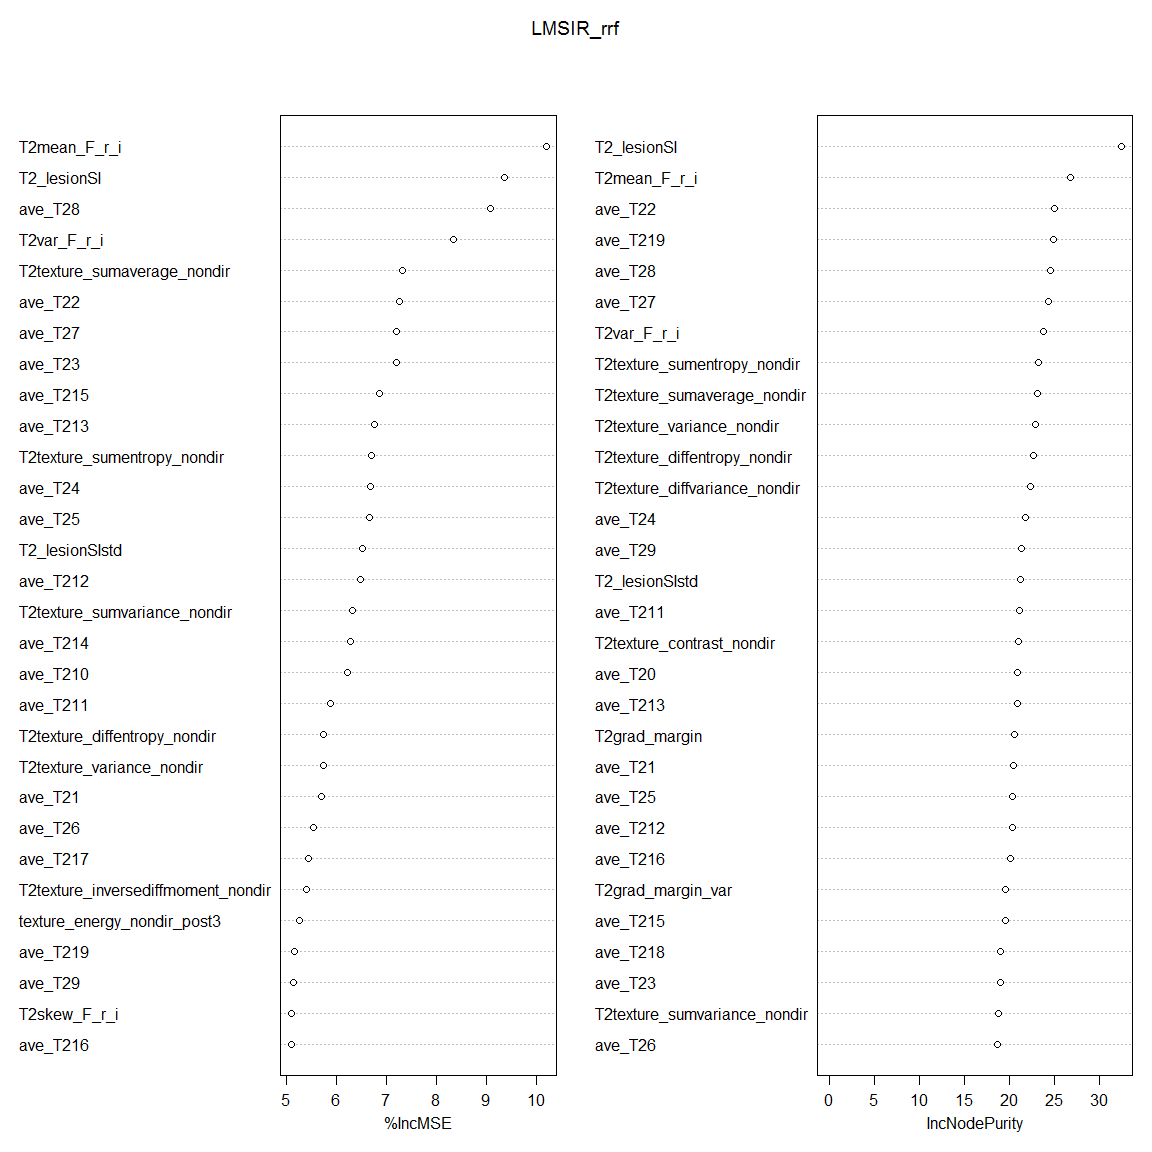 LMSIR_rrf
T2mean_F_r_i
T2_lesionSI
ave_T28
T2var_F_r_i
T2texture_sumaverage_nondir
ave_T22
ave_T27
ave_T23
ave_T215
ave_T213
T2texture_sumentropy_nondir
ave_T24
ave_T25
T2_lesionSIstd
ave_T212
T2texture_sumvariance_nondir
ave_T214
ave_T210
ave_T211
T2texture_diffentropy_nondir
T2texture_variance_nondir
ave_T21
ave_T26
ave_T217
T2texture_inversediffmoment_nondir
texture_energy_nondir_post3
ave_T219
ave_T29
T2skew_F_r_i
ave_T216
5 6 7 8 9 10
%IncMSE
T2_lesionSI
T2mean_F_r_i
ave_T22
ave_T219
ave_T28
ave_T27
T2var_F_r_i
T2texture_sumentropy_nondir
T2texture_sumaverage_nondir
T2texture_variance_nondir
T2texture_diffentropy_nondir
T2texture_diffvariance_nondir
ave_T24
ave_T29
T2_lesionSIstd
ave_T211
T2texture_contrast_nondir
ave_T20
ave_T213
T2grad_margin
ave_T21
ave_T25
ave_T212
ave_T216
T2grad_margin_var
ave_T215
ave_T218
ave_T23
T2texture_sumvariance_nondir
ave_T26
0 5 10 15 20 25 30
IncNodePurity